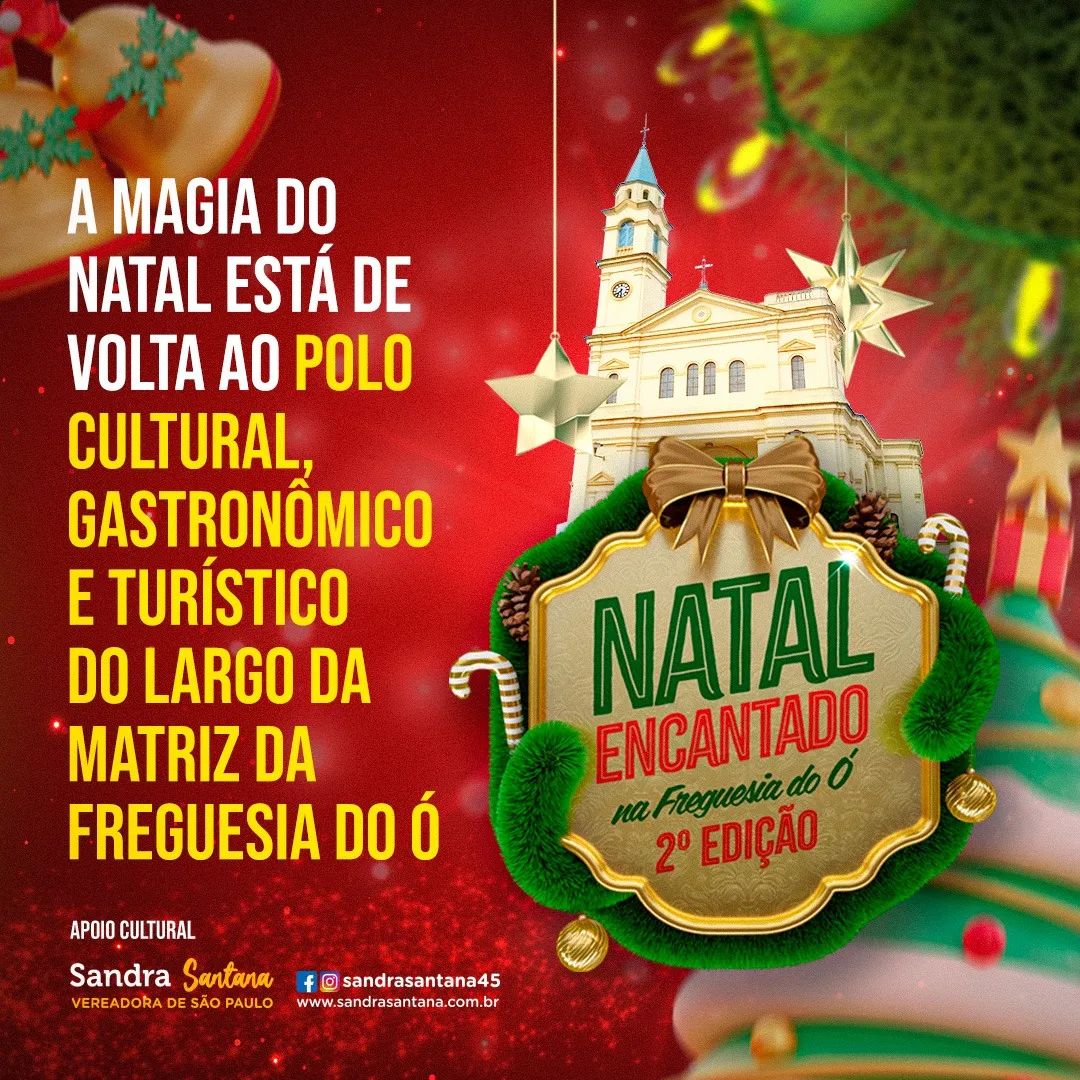 A MAGIA DO
NATAL ESTÁ DE
VOLTA AO POLO
CULTURAL,
GASTRONÔMICO
E TURÍSTICO
DO LARGO DA
MATRIZ DA
FREGUESIA DO Ó
NATAL
ENCANTADO
na Freguesia do Ó
2º EDIÇÃO
APOIO CULTURAL
Sandra Santana
VEREADORA DE SÃO PAULO
sandrasantana45
www.sandrasantana.com.br